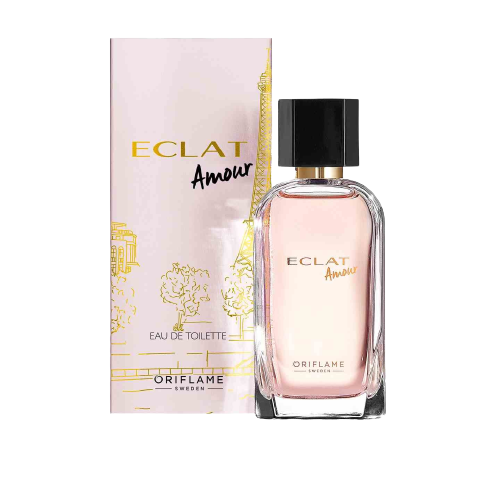 ECLAT
Amour
EAU DE TOILETTE
ORIFLAME
SWEDEN
ECLAT
Amour
ORIFLAME
SWEDEN